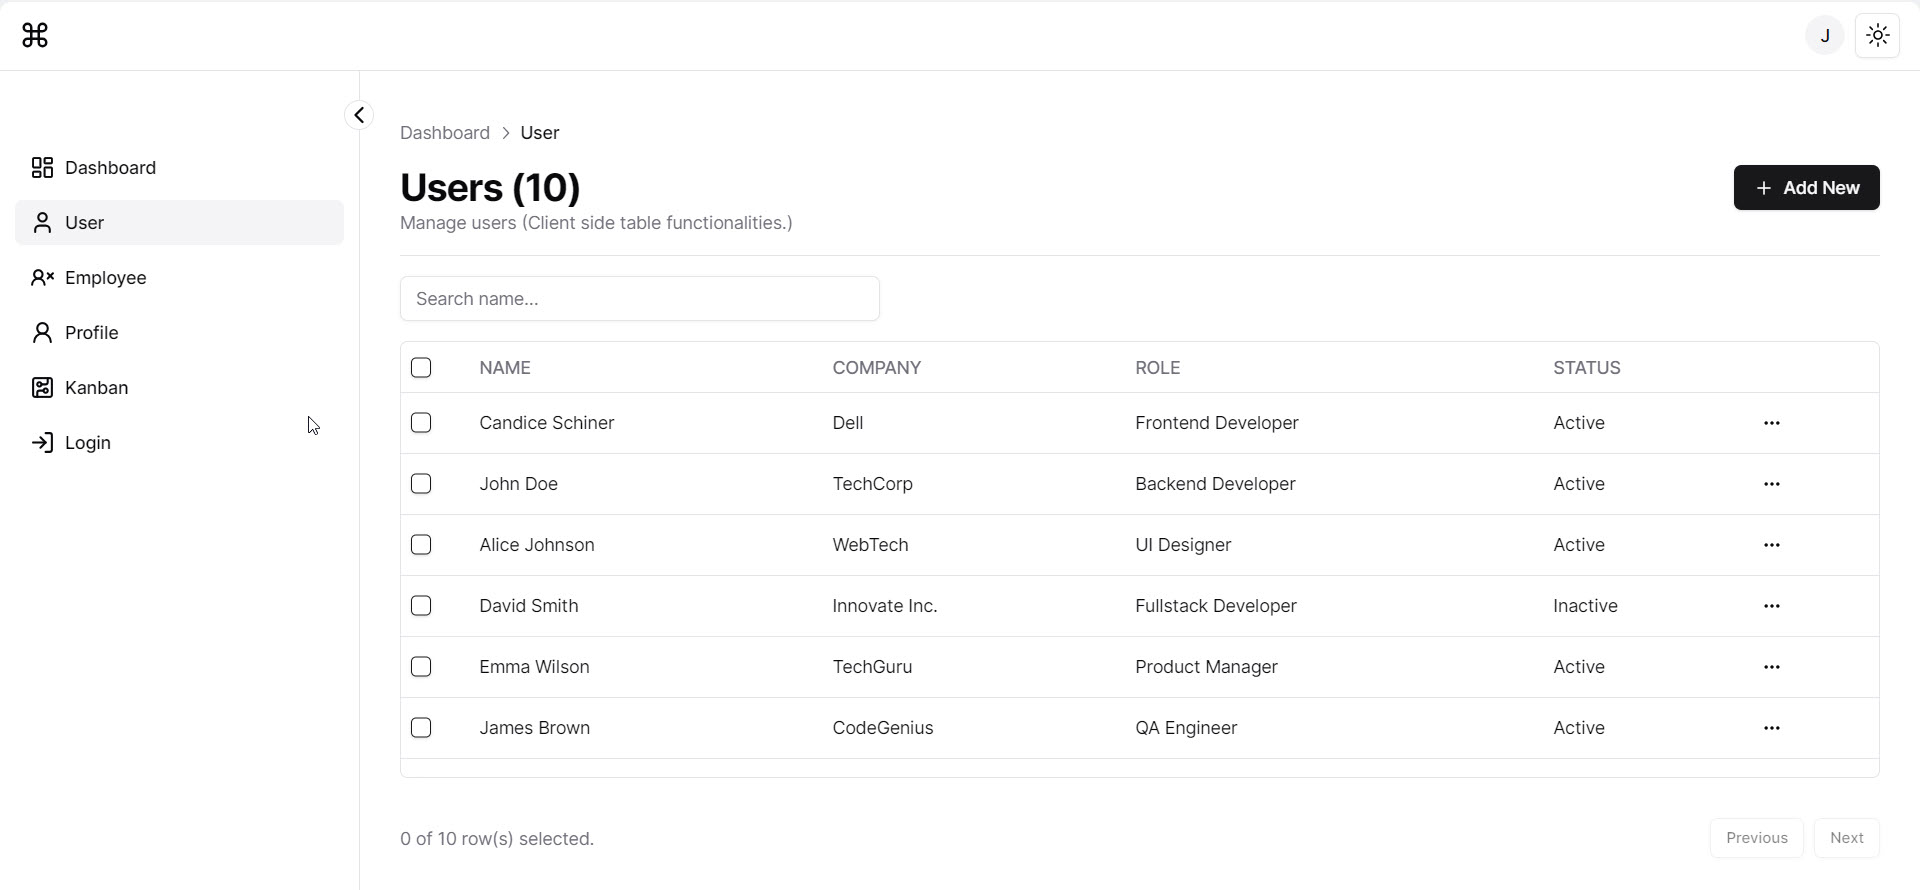 J
Dashboard
User
Employee
Profile
Kanban
Login
Dashboard > User
Users (10)
Manage users (Client side table functionalities.)
+ Add New
Search name...
NAME COMPANY ROLE STATUS
Candice Schiner Dell Frontend Developer Active ...
John Doe TechCorp Backend Developer Active ...
Alice Johnson WebTech UI Designer Active ...
David Smith Innovate Inc. Fullstack Developer Inactive ...
Emma Wilson TechGuru Product Manager Active ...
James Brown CodeGenius QA Engineer Active ...
0 of 10 row(s) selected.
Previous Next